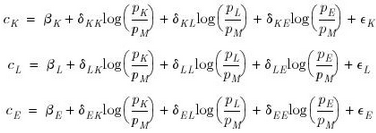 c_K = β_K + δ_KK log(p_K/p_M) + δ_KL log(p_L/p_M) + δ_KE log(p_E/p_M) + ϵ_K
c_L = β_L + δ_LK log(p_K/p_M) + δ_LL log(p_L/p_M) + δ_LE log(p_E/p_M) + ϵ_L
c_E = β_E + δ_EK log(p_K/p_M) + δ_EL log(p_L/p_M) + δ_EE log(p_E/p_M) + ϵ_E